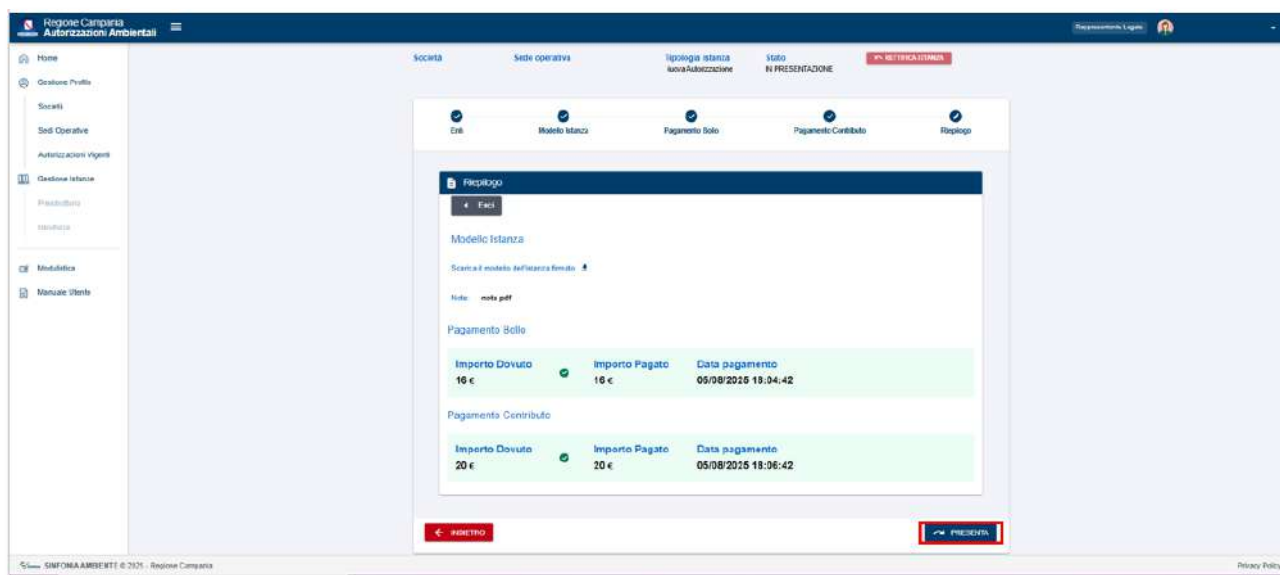 Regione Campania
Autorizzazioni Ambientali
Rappresentante Legale
Home
Gestione Profilo
Società
Sedi Operative
Autorizzazioni Vigenti
Gestione Istanze
Modulistica
Manuale Utente
Società Sede operativa Tipologia istanza Stato RETTIFICA ISTANZA
NuovaAutorizzazione IN PRESENTAZIONE
Enti Modello Istanza Pagamento Bollo Pagamento Contributo Riepilogo
Riepilogo
Esci
Modello Istanza
Scarica il modello dell'istanza firmato
Note: nota pdf
Pagamento Bollo
Importo Dovuto Importo Pagato Data pagamento
16 € 16 € 05/08/2025 18:04:42
Pagamento Contributo
Importo Dovuto Importo Pagato Data pagamento
20 € 20 € 05/08/2025 18:06:42
INDIETRO PRESENTA
SINFONIA AMBIENTE © 2025 - Regione Campania Privacy Policy